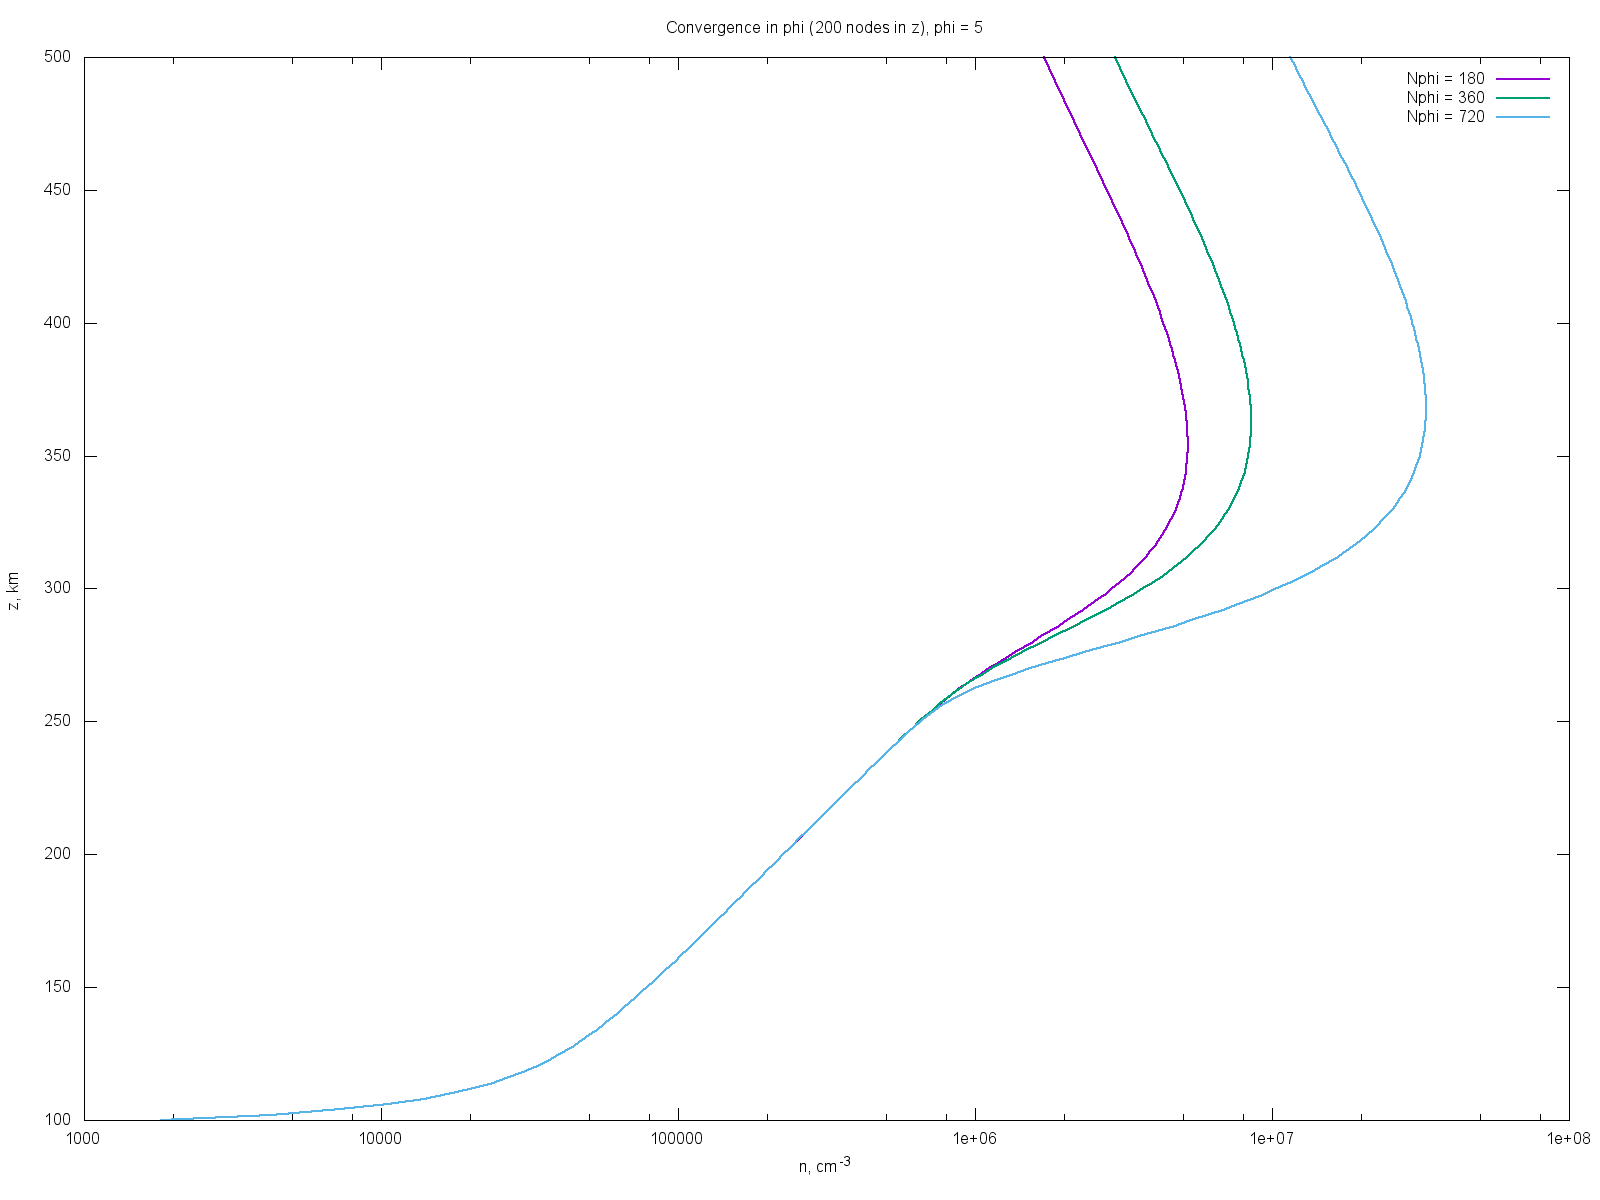 Convergence in phi (200 nodes in z), phi = 5
Nphi = 180
Nphi = 360
Nphi = 720
500
450
400
350
300
250
200
150
100
z, km
1000
10000
100000
1e+06
1e+07
1e+08
n, cm-3